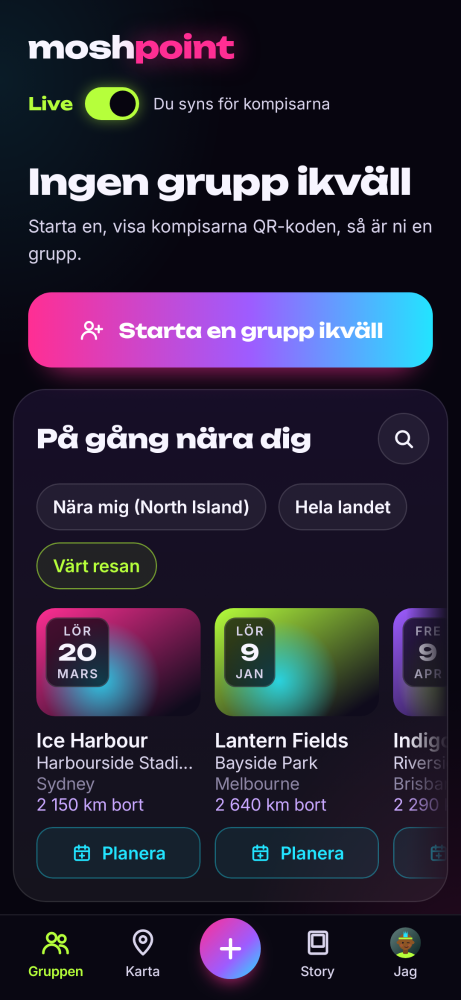 moshpoint
Live
Du syns för kompisarna
Ingen grupp ikväll
Starta en, visa kompisarna QR-koden, så är ni en
grupp.
Starta en grupp ikväll
På gång nära dig
Nära mig (North Island)
Hela landet
Värt resan
LÖR
20
MARS
LÖR
9
JAN
FRE
9
APR
Ice Harbour
Harbourside Stadi...
Sydney
2 150 km bort
Lantern Fields
Bayside Park
Melbourne
2 640 km bort
2 290
Planera
Planera
Gruppen
Karta
Story
Jag